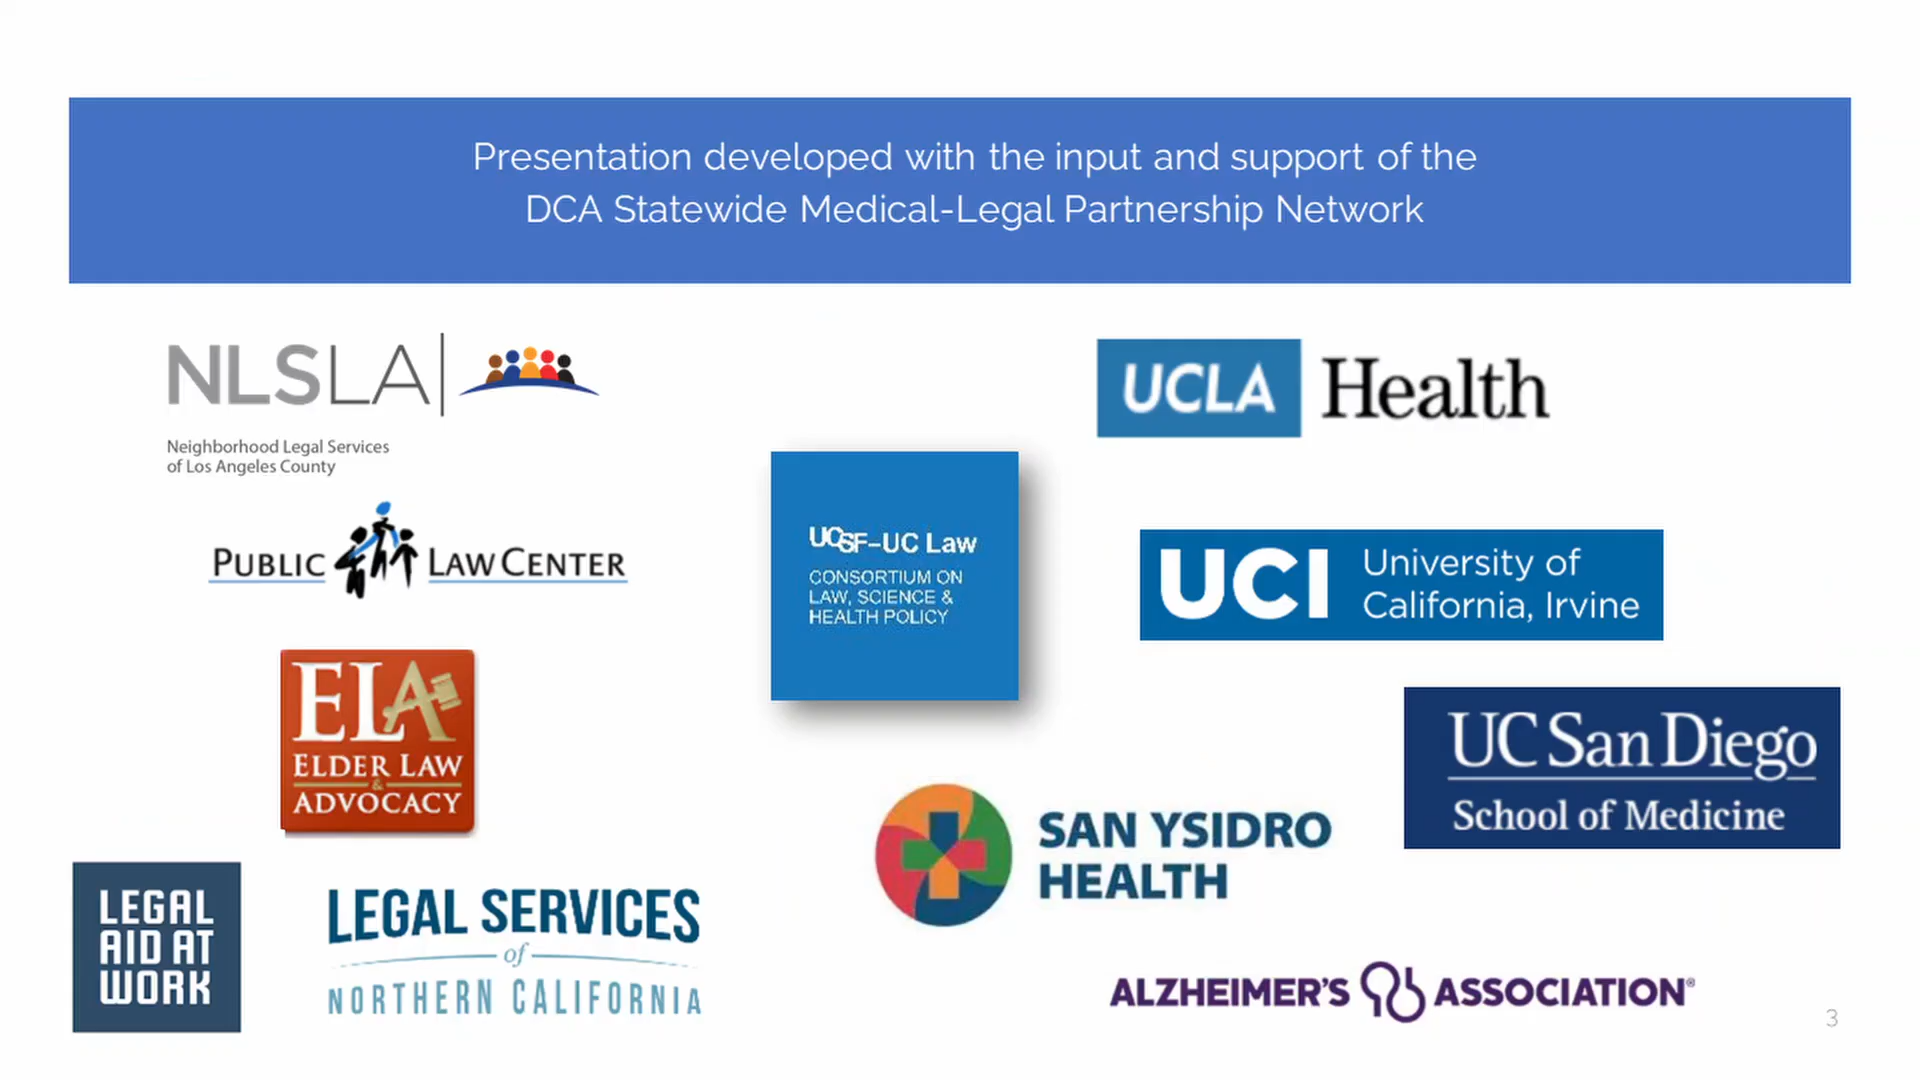 Presentation developed with the input and support of the
DCA Statewide Medical-Legal Partnership Network
NLSLA
Neighborhood Legal Services
of Los Angeles County
PUBLIC LAW CENTER
ELA
ELDER LAW
&
ADVOCACY
LEGAL
AID AT
WORK
LEGAL SERVICES
of
NORTHERN CALIFORNIA
UCSF-UC Law
CONSORTIUM ON
LAW, SCIENCE &
HEALTH POLICY
UCLA Health
UCI University of
California, Irvine
UC San Diego
School of Medicine
SAN YSIDRO
HEALTH
ALZHEIMER'S ASSOCIATION®
3